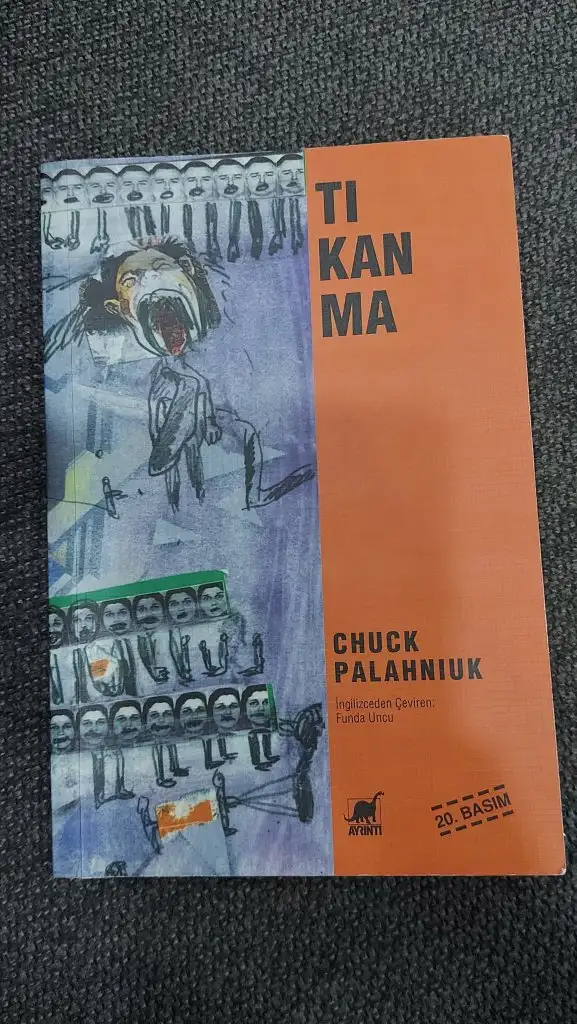 TI
KAN
MA
CHUCK
PALAHNIUK
İngilizceden Çeviren:
Funda Uncu
AYRINTI
20. BASIM